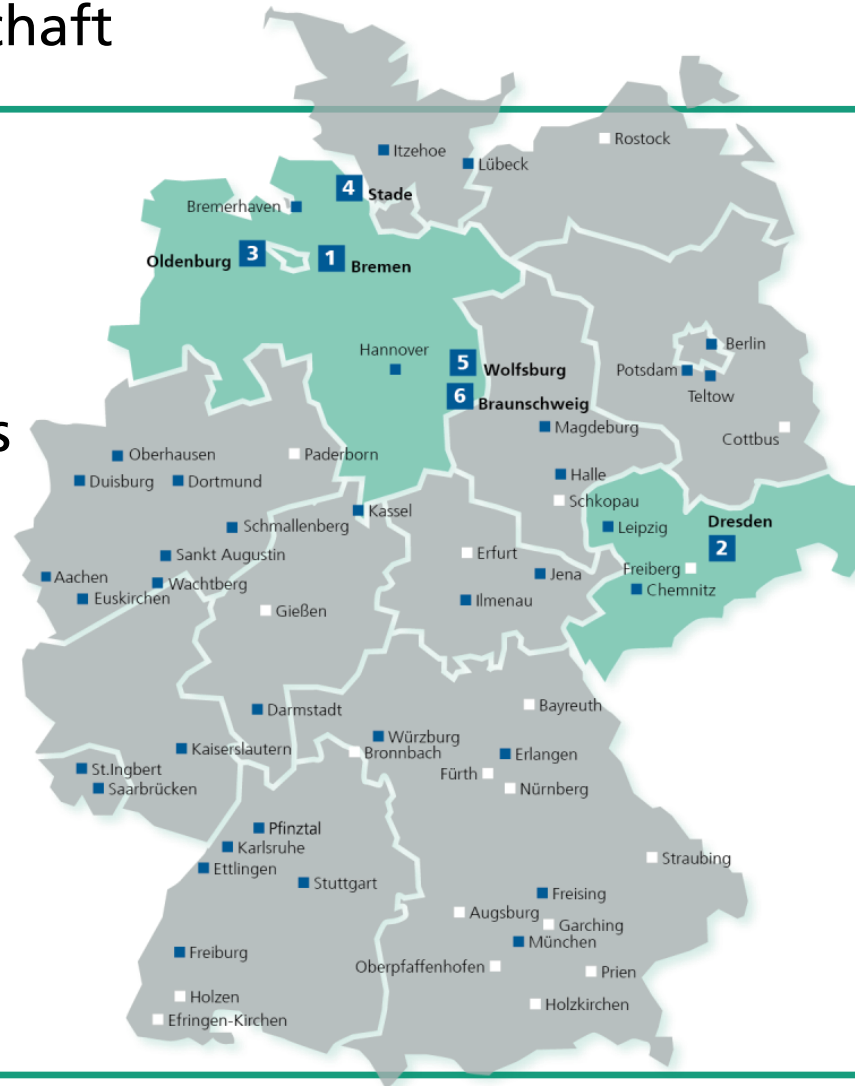 chaft
Itzehoe
Rostock
Lübeck
4 Stade
Bremerhaven
Oldenburg 3
1 Bremen
Hannover
Berlin
5 Wolfsburg
Potsdam
Teltow
6 Braunschweig
s
Magdeburg
Cottbus
Oberhausen
Paderborn
Duisburg
Dortmund
Halle
Schkopau
Kassel
Schmallenberg
Leipzig
Dresden
2
Sankt Augustin
Erfurt
Freiberg
Aachen
Wachtberg
Jena
Chemnitz
Euskirchen
Ilmenau
Gießen
Bayreuth
Darmstadt
Würzburg
Kaiserslautern
Bronnbach
Erlangen
St.Ingbert
Fürth
Saarbrücken
Nürnberg
Pfinztal
Karlsruhe
Straubing
Ettlingen
Stuttgart
Freising
Augsburg
Garching
München
Freiburg
Oberpfaffenhofen
Prien
Holzen
Holzkirchen
Efringen-Kirchen